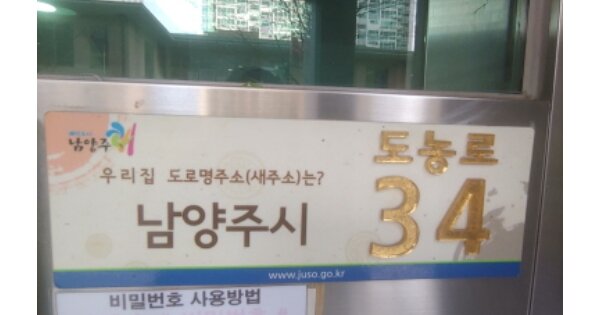 남양주
도농로
우리집 도로명주소(새주소)는?
남양주시
34
www.juso.go.kr
비밀번호 사용방법